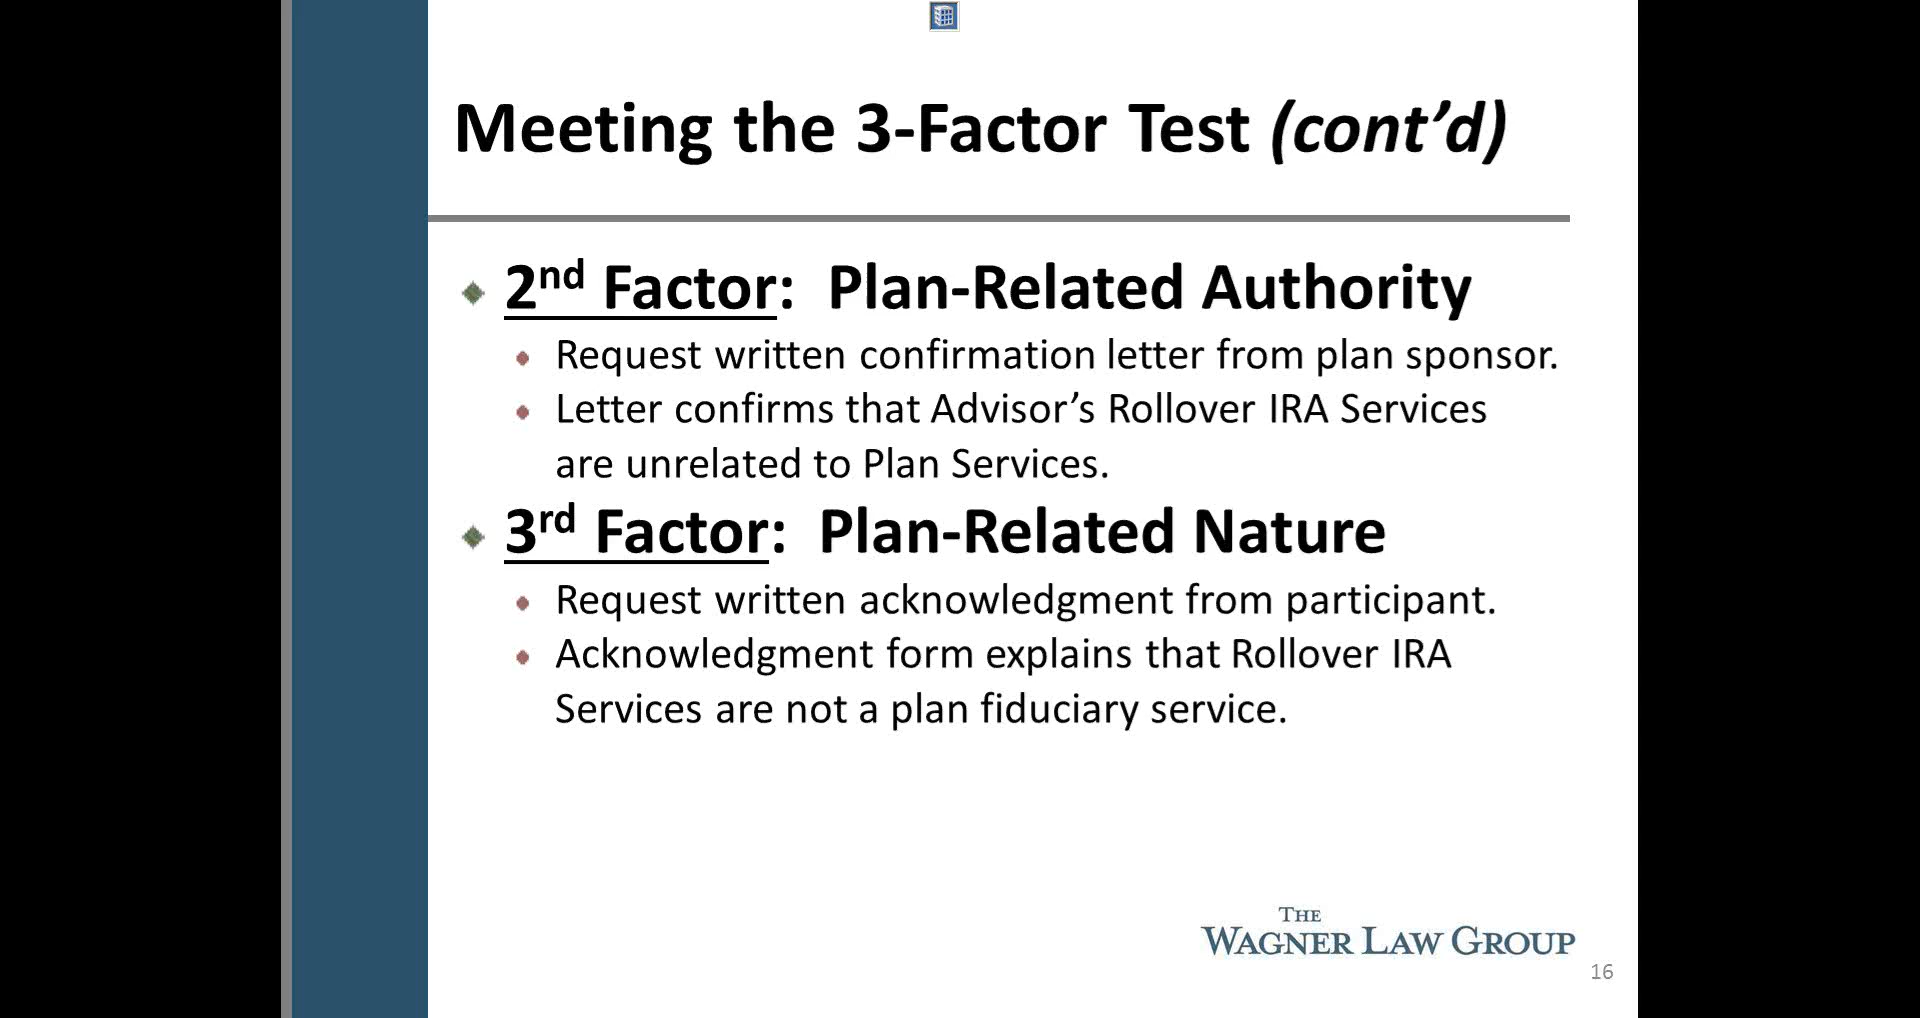 Meeting the 3-Factor Test (cont’d)
2nd Factor:  Plan-Related Authority
Request written confirmation letter from plan sponsor.
Letter confirms that Advisor’s Rollover IRA Services
are unrelated to Plan Services.
3rd Factor:  Plan-Related Nature
Request written acknowledgment from participant.
Acknowledgment form explains that Rollover IRA
Services are not a plan fiduciary service.
THE
WAGNER LAW GROUP
16